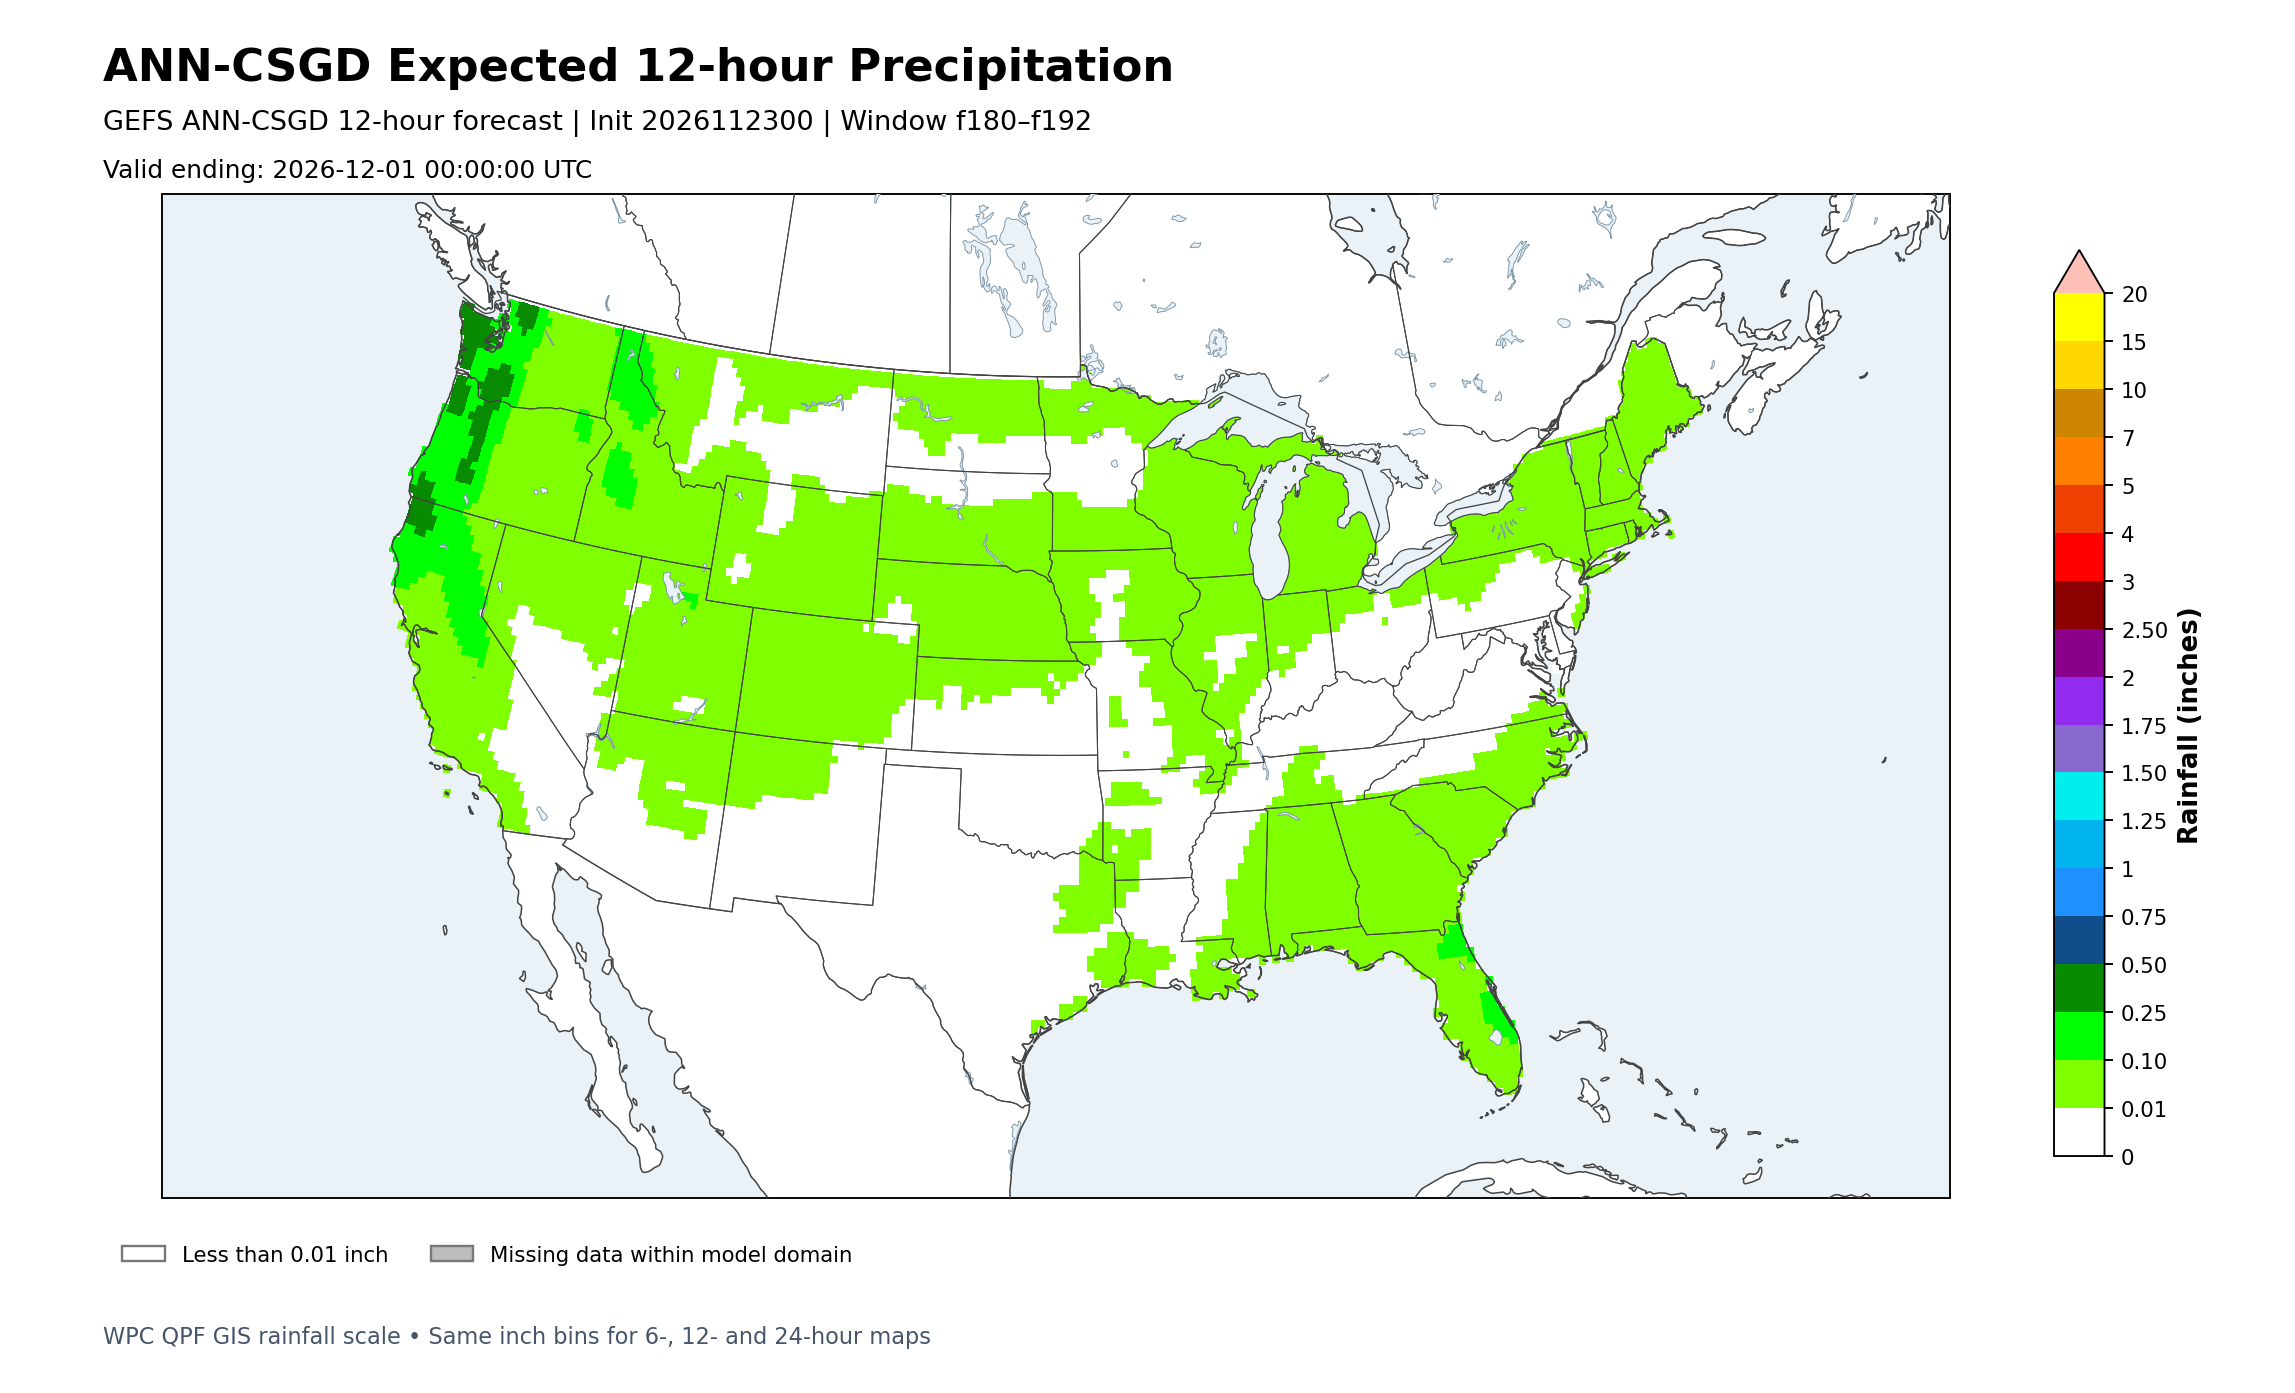 ANN-CSGD Expected 12-hour Precipitation
GEFS ANN-CSGD 12-hour forecast | Init 2026112300 | Window f180–f192
Valid ending: 2026-12-01 00:00:00 UTC
20
15
10
7
5
4
3
2.50
2
1.75
1.50
1.25
1
0.75
0.50
0.25
0.10
0.01
0
Rainfall (inches)
Less than 0.01 inch
Missing data within model domain
WPC QPF GIS rainfall scale • Same inch bins for 6-, 12- and 24-hour maps